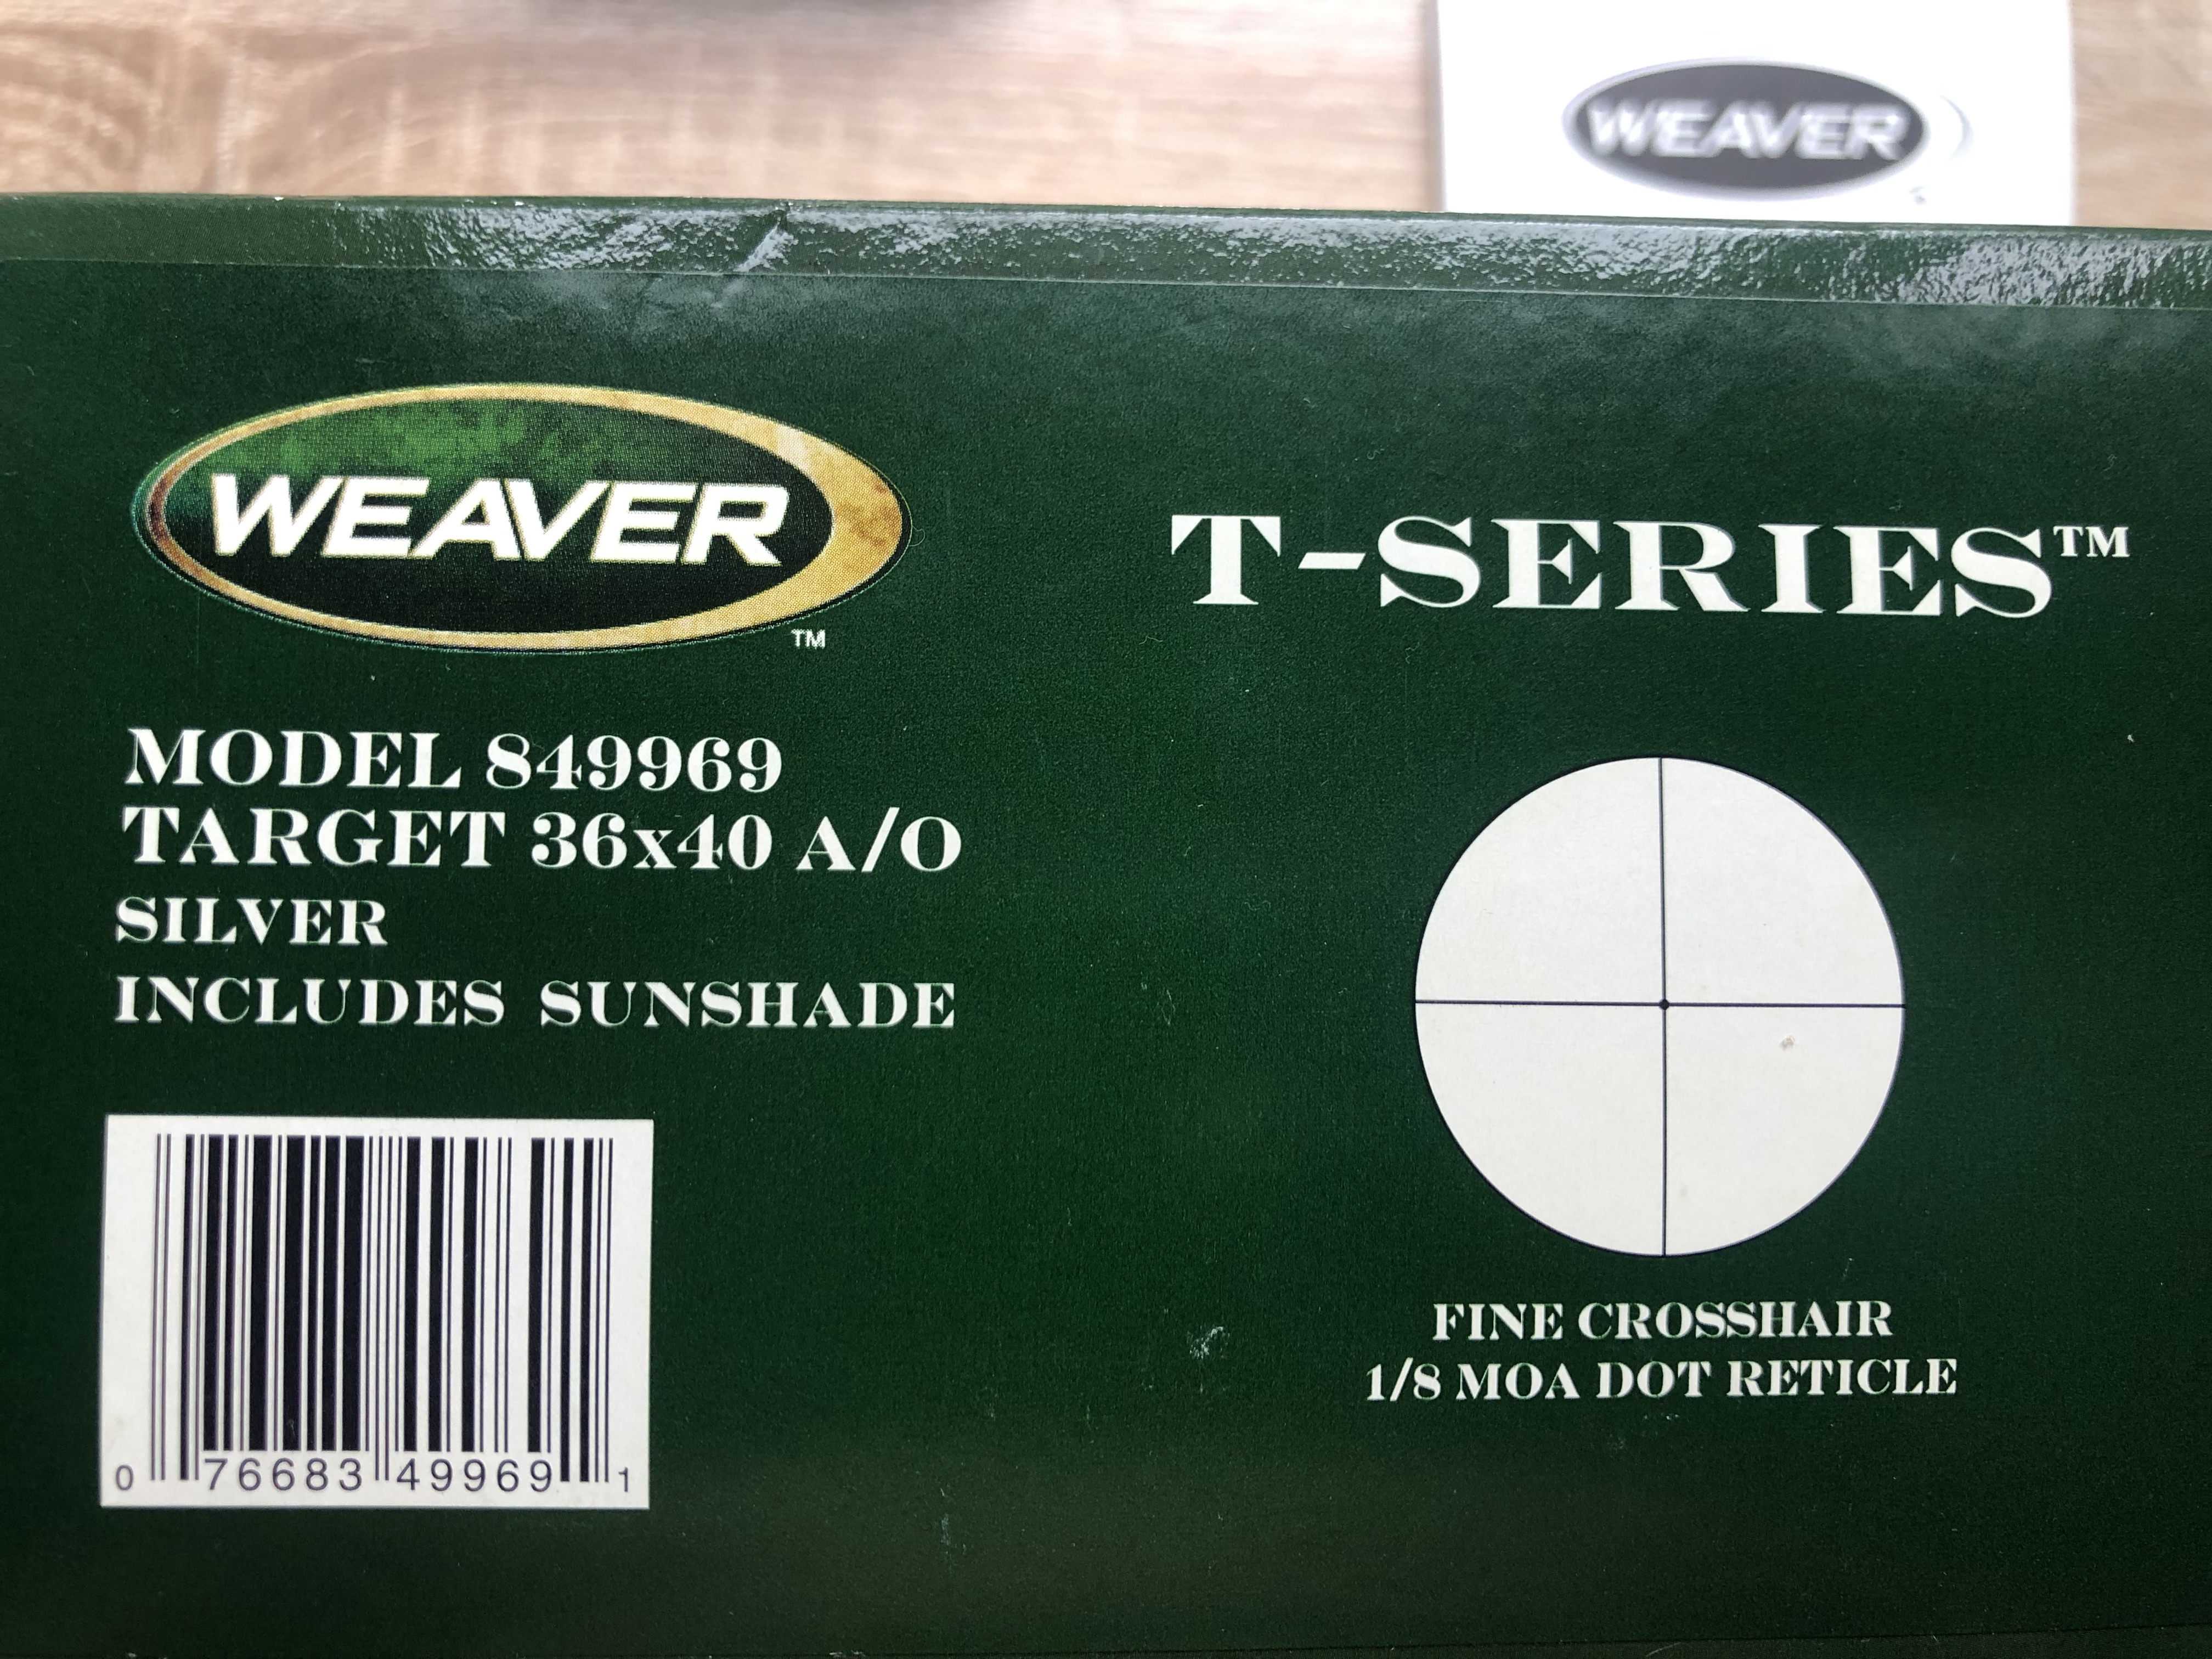 WEAVER
WEAVER
TM
T-SERIES™
MODEL 849969
TARGET 36x40 A/O
SILVER
INCLUDES SUNSHADE
FINE CROSSHAIR
1/8 MOA DOT RETICLE
0 76683 49969 1